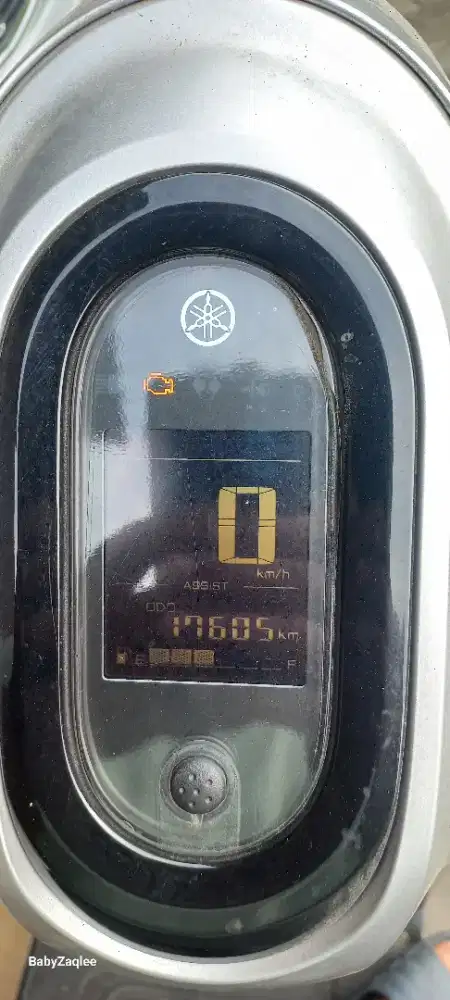 0
km/h
ASSIST
ODO
17605 km
E F
BabyZaqlee